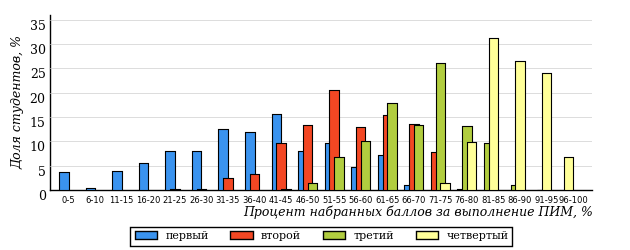 Доля студентов, %
35
30
25
20
15
10
5
0
0-5 6-10 11-15 16-20 21-25 26-30 31-35 36-40 41-45 46-50 51-55 56-60 61-65 66-70 71-75 76-80 81-85 86-90 91-95 96-100
Процент набранных баллов за выполнение ПИМ, %
первый второй третий четвертый